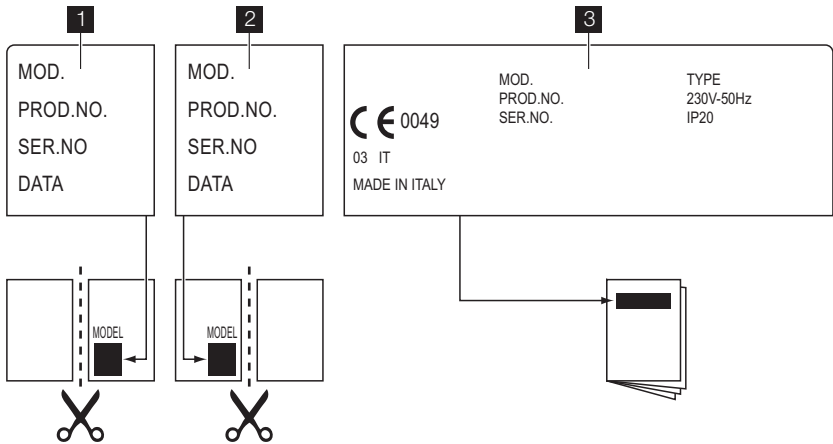 1
MOD.
PROD.NO.
SER.NO
DATA
2
MOD.
PROD.NO.
SER.NO
DATA
3
MOD.
PROD.NO.
SER.NO.
TYPE
230V-50Hz
IP20
CE 0049
03 IT
MADE IN ITALY
MODEL
MODEL